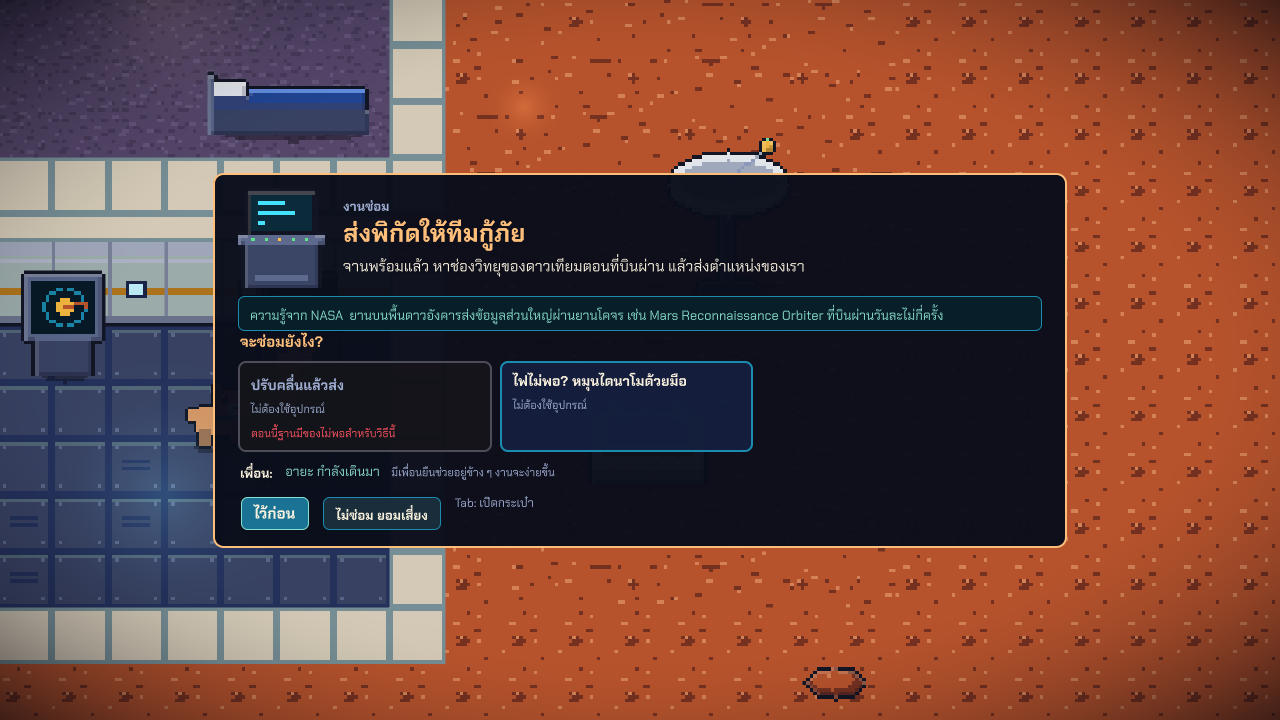 งานซ่อม
ส่งพิกัดให้ทีมกู้ภัย
จานพร้อมแล้ว หาช่องวิทยุของดาวเทียมตอนที่บินผ่าน แล้วส่งตำแหน่งของเรา
ความรู้จาก NASA ยานบนพื้นดาวอังคารส่งข้อมูลส่วนใหญ่ผ่านยานโคจร เช่น Mars Reconnaissance Orbiter ที่บินผ่านวันละไม่กี่ครั้ง
จะซ่อมยังไง?
ปรับคลื่นแล้วส่ง
ไม่ต้องใช้อุปกรณ์
ตอนนี้ฐานมีของไม่พอสำหรับวิธีนี้
ไฟไม่พอ? หมุนไดนาโมด้วยมือ
ไม่ต้องใช้อุปกรณ์
เพื่อน: อายะ กำลังเดินมา มีเพื่อนยืนช่วยอยู่ข้าง ๆ งานจะง่ายขึ้น
ไว้ก่อน ไม่ซ่อม ยอมเสี่ยง Tab: เปิดกระเป๋า